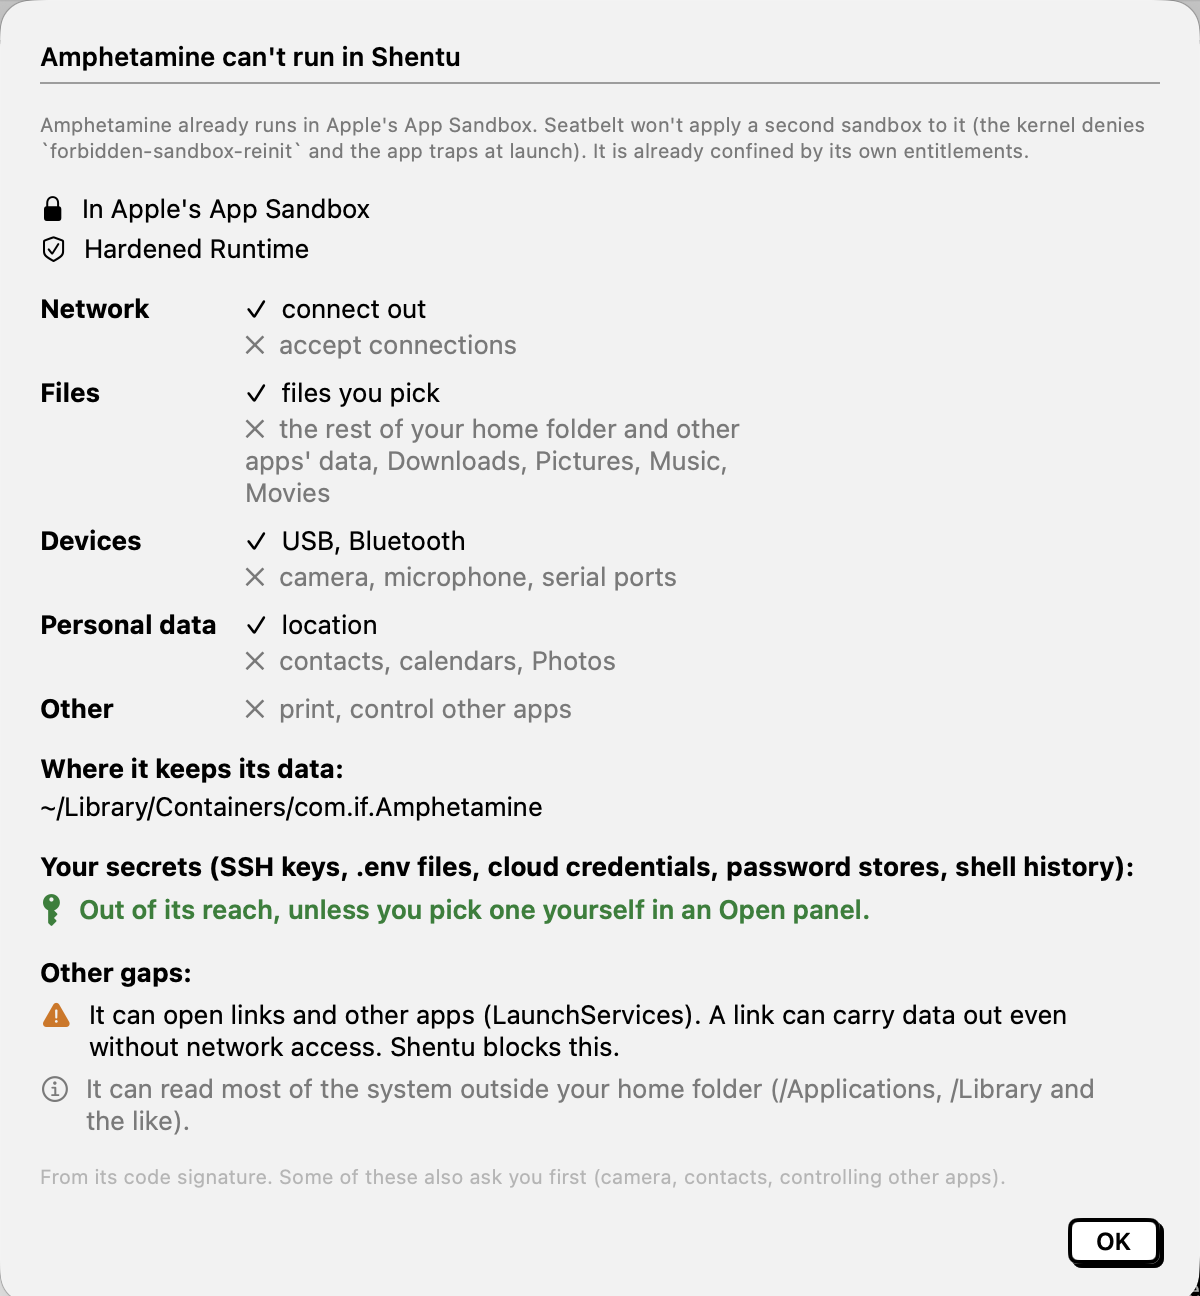 Amphetamine can't run in Shentu
Amphetamine already runs in Apple's App Sandbox. Seatbelt won't apply a second sandbox to it (the kernel denies
`forbidden-sandbox-reinit` and the app traps at launch). It is already confined by its own entitlements.
In Apple's App Sandbox
Hardened Runtime
Network ✓ connect out
✕ accept connections
Files ✓ files you pick
✕ the rest of your home folder and other
apps' data, Downloads, Pictures, Music,
Movies
Devices ✓ USB, Bluetooth
✕ camera, microphone, serial ports
Personal data ✓ location
✕ contacts, calendars, Photos
Other ✕ print, control other apps
Where it keeps its data:
~/Library/Containers/com.if.Amphetamine
Your secrets (SSH keys, .env files, cloud credentials, password stores, shell history):
Out of its reach, unless you pick one yourself in an Open panel.
Other gaps:
It can open links and other apps (LaunchServices). A link can carry data out even
without network access. Shentu blocks this.
It can read most of the system outside your home folder (/Applications, /Library and
the like).
From its code signature. Some of these also ask you first (camera, contacts, controlling other apps).
OK